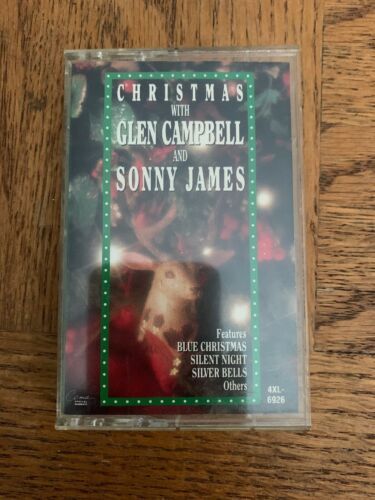 CHRISTMAS
WITH
GLEN CAMPBELL
AND
SONNY JAMES
Features
BLUE CHRISTMAS
SILENT NIGHT
SILVER BELLS
Others
4XL-
6926